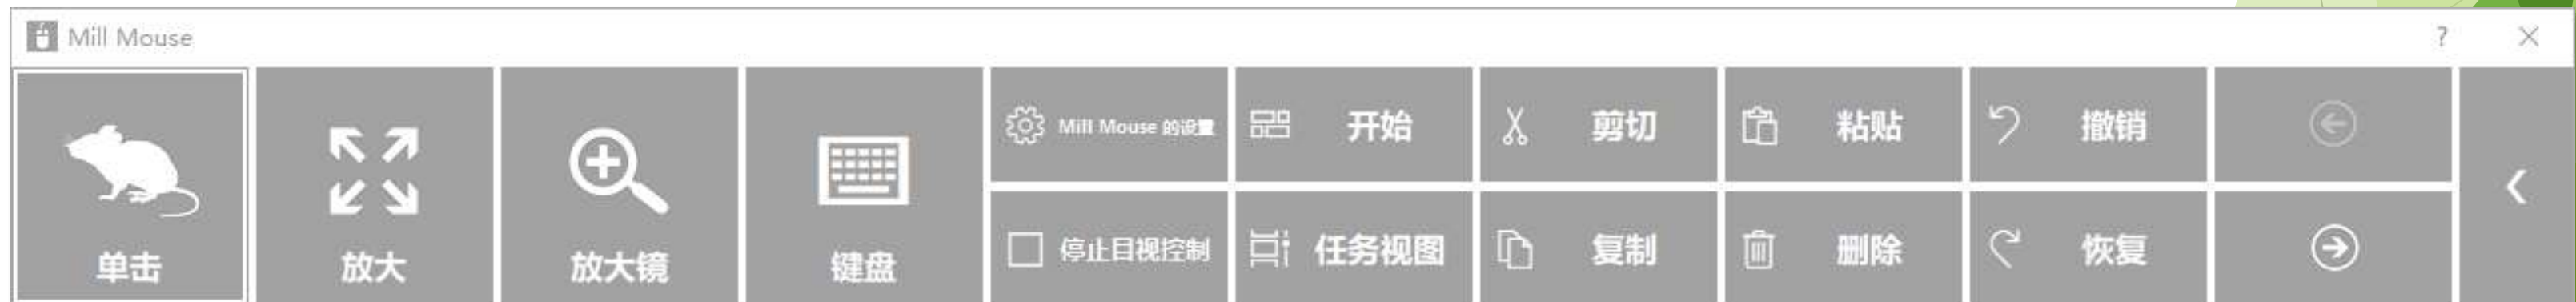 Mill Mouse
?
单击
放大
放大镜
键盘
Mill Mouse 的设置
开始
剪切
粘贴
撤销
停止目视控制
任务视图
复制
删除
恢复